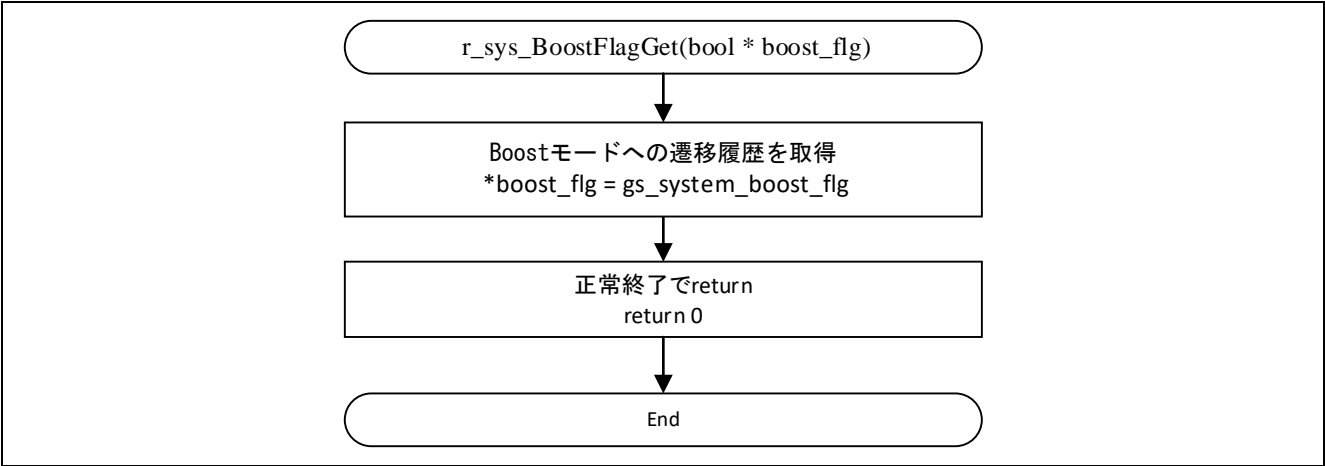 r_sys_BoostFlagGet(bool * boost_flg)
Boostモードへの遷移履歴を取得
*boost_flg = gs_system_boost_flg
正常終了でreturn
return 0
End